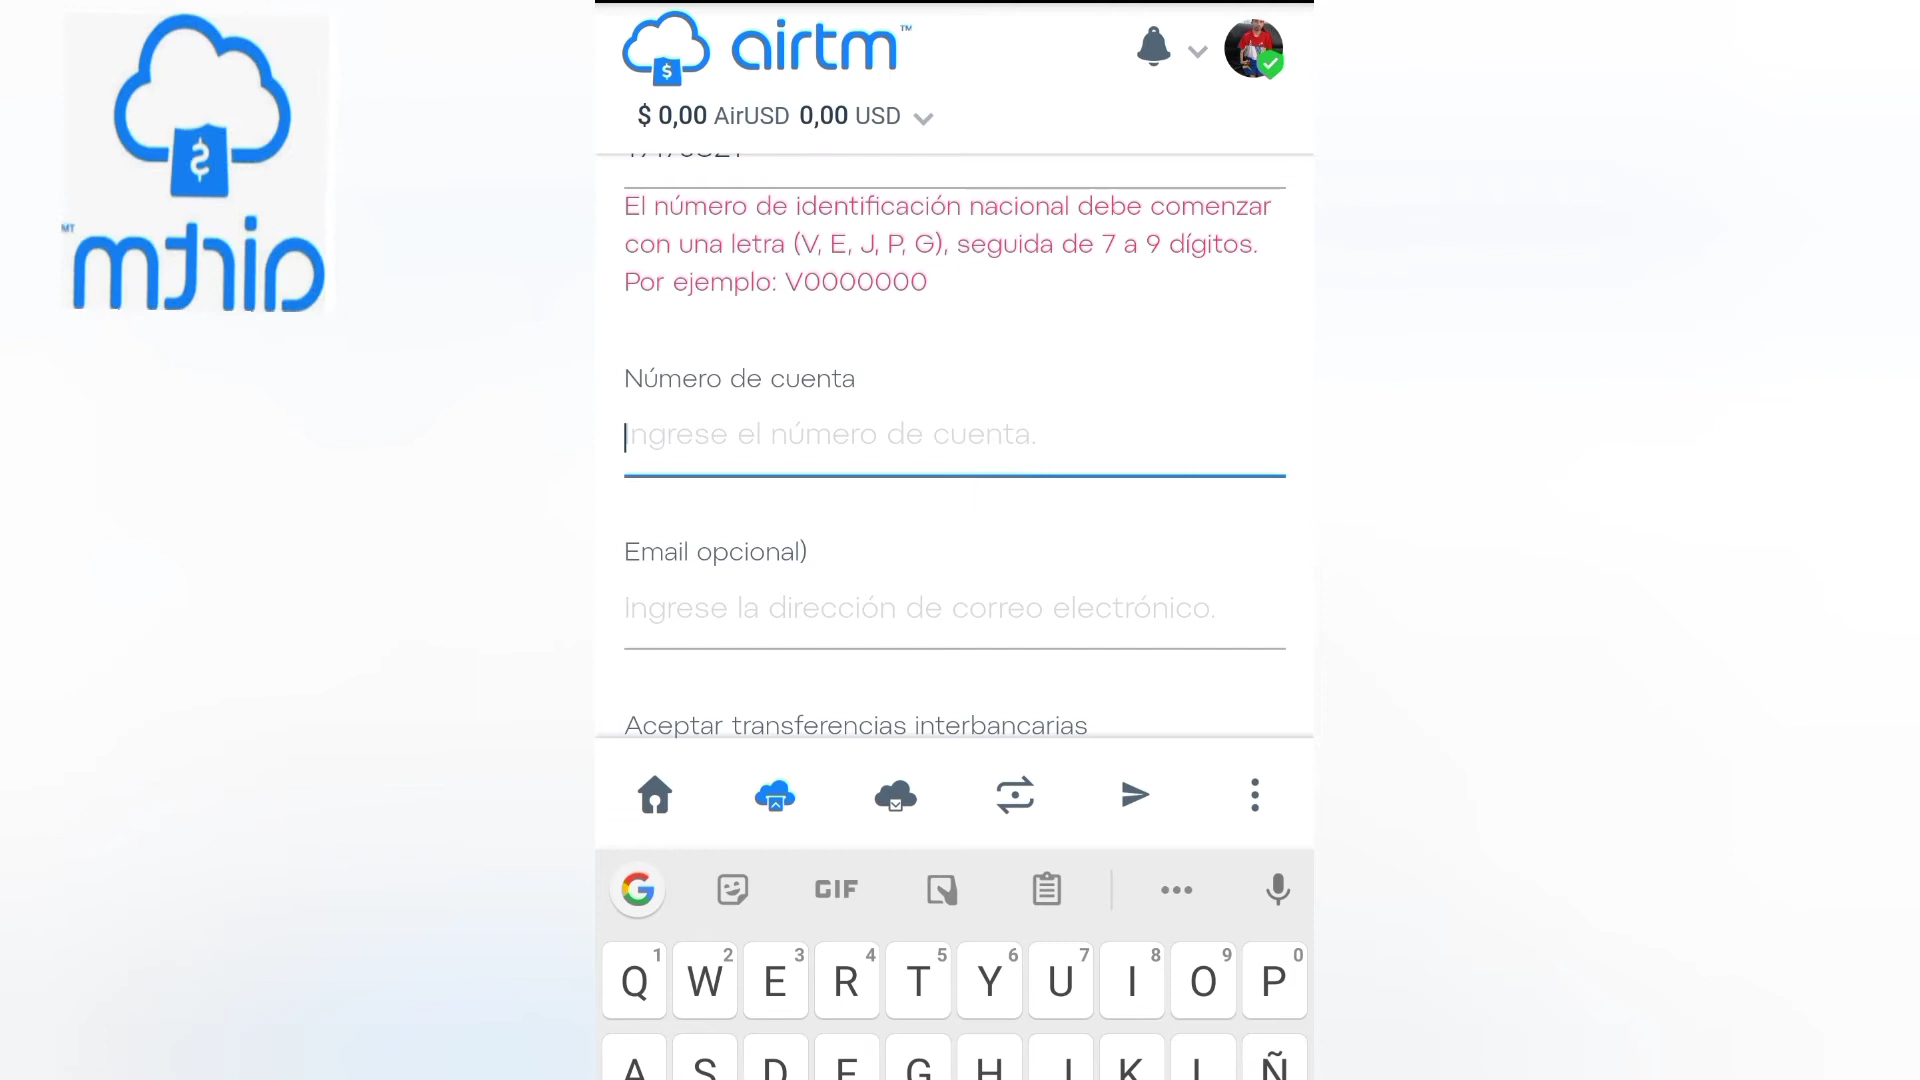 airtm™
$ 0,00 AirUSD 0,00 USD
El número de identificación nacional debe comenzar
con una letra (V, E, J, P, G), seguida de 7 a 9 dígitos.
Por ejemplo: V0000000
Número de cuenta
Ingrese el número de cuenta.
Email opcional)
Ingrese la dirección de correo electrónico.
Aceptar transferencias interbancarias
G GIF
1 2 3 4 5 6 7 8 9 0
Q W E R T Y U I O P
A S D F G H J K L Ñ
airtm™